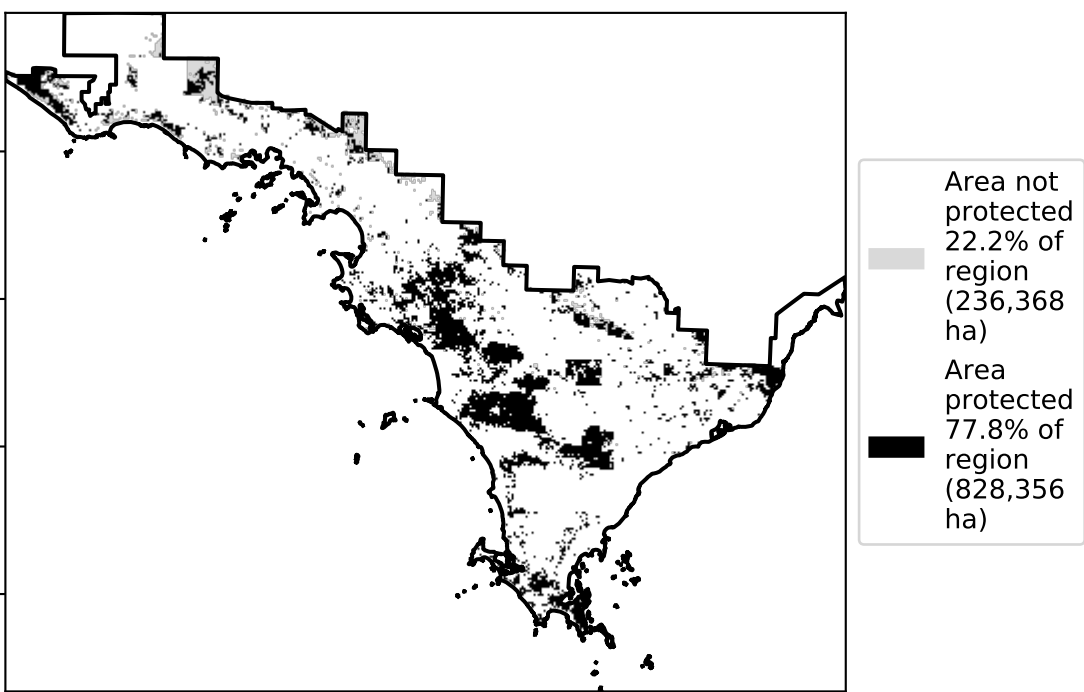 Area not
protected
22.2% of
region
(236,368
ha)
Area
protected
77.8% of
region
(828,356
ha)